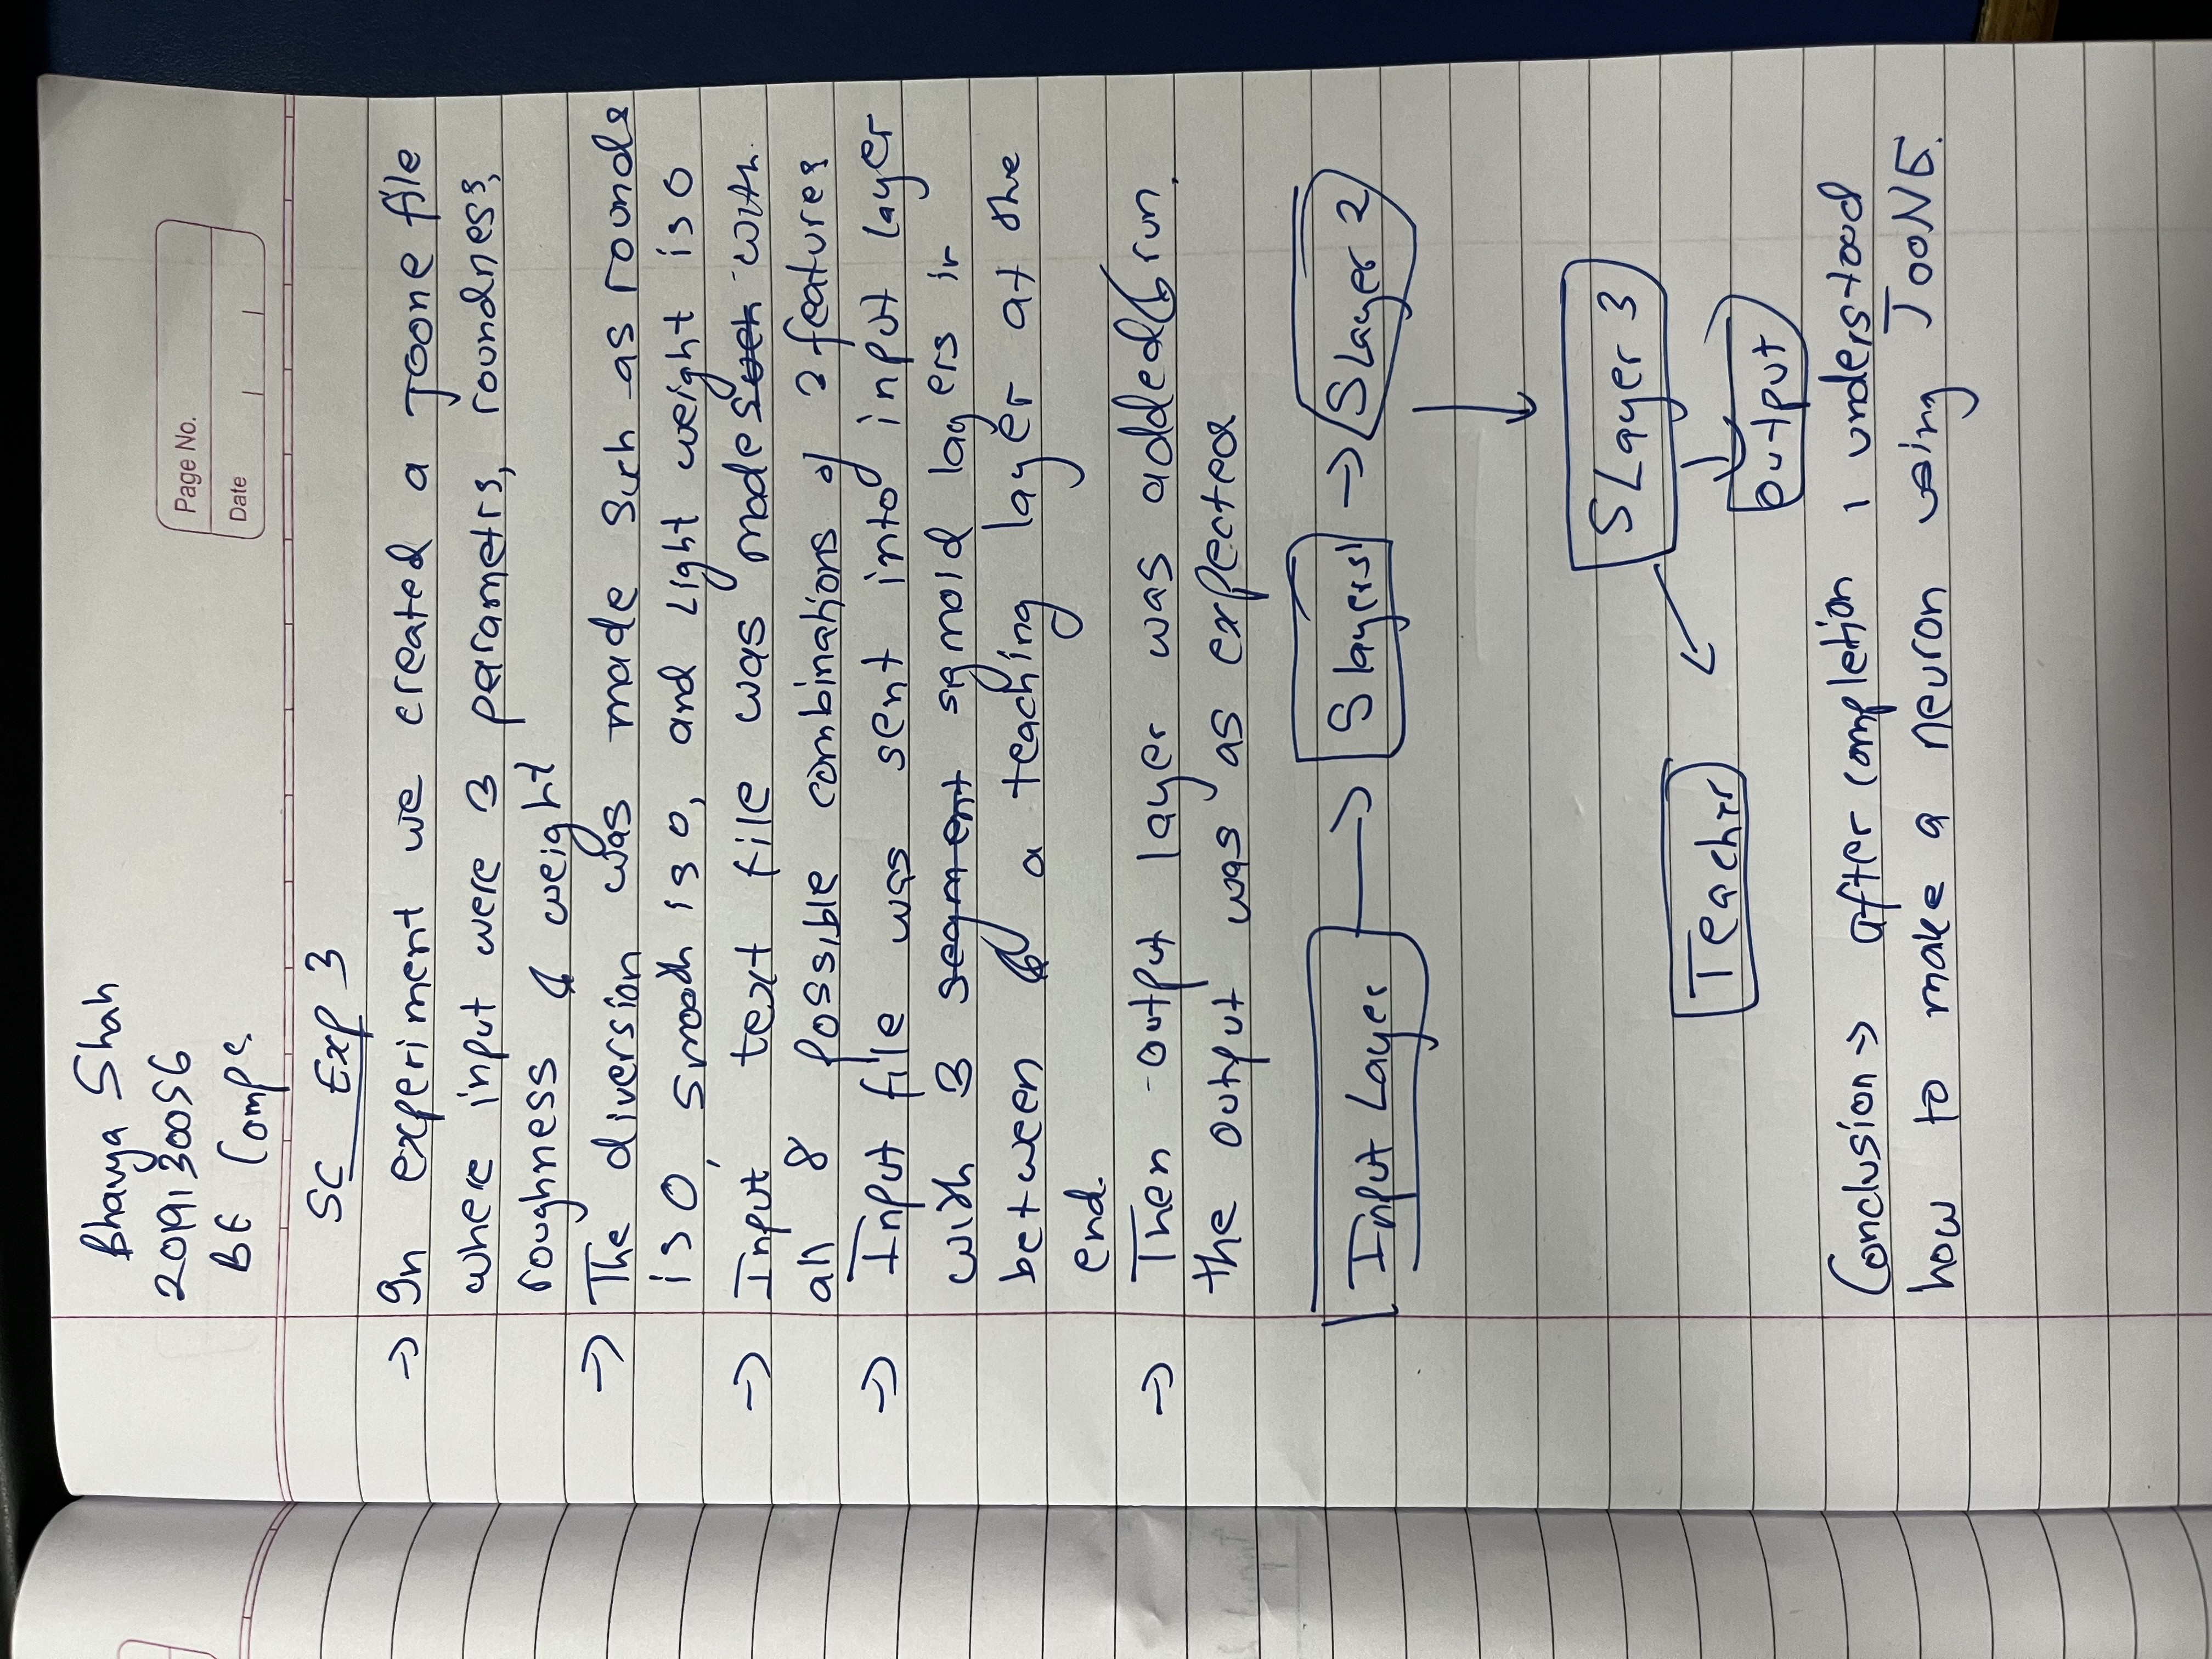 Bhavya Shah
2019130056
BE Comps
Page No.
Date
SC Exp 3
→ In experiment we created a Joone file
where input were 3 parametrs, roundness,
roughness & weight
→ The diversion was made such as rounds
is 0, smooth is 0, and Light weight is 0
→ Input text file was made such with
all 8 possible combinations of 3 features
→ Input file was sent into input layer
with 3 segment sigmoid layers in
between & a teaching layer at the
end.
→ Then output layer was added & run.
the output was as expected
Input Layer → S layers1 → S Layer 2
S Layer 3
Output
Teacher
Conclusion → after completion I understood
how to make a neuron using JOONE.